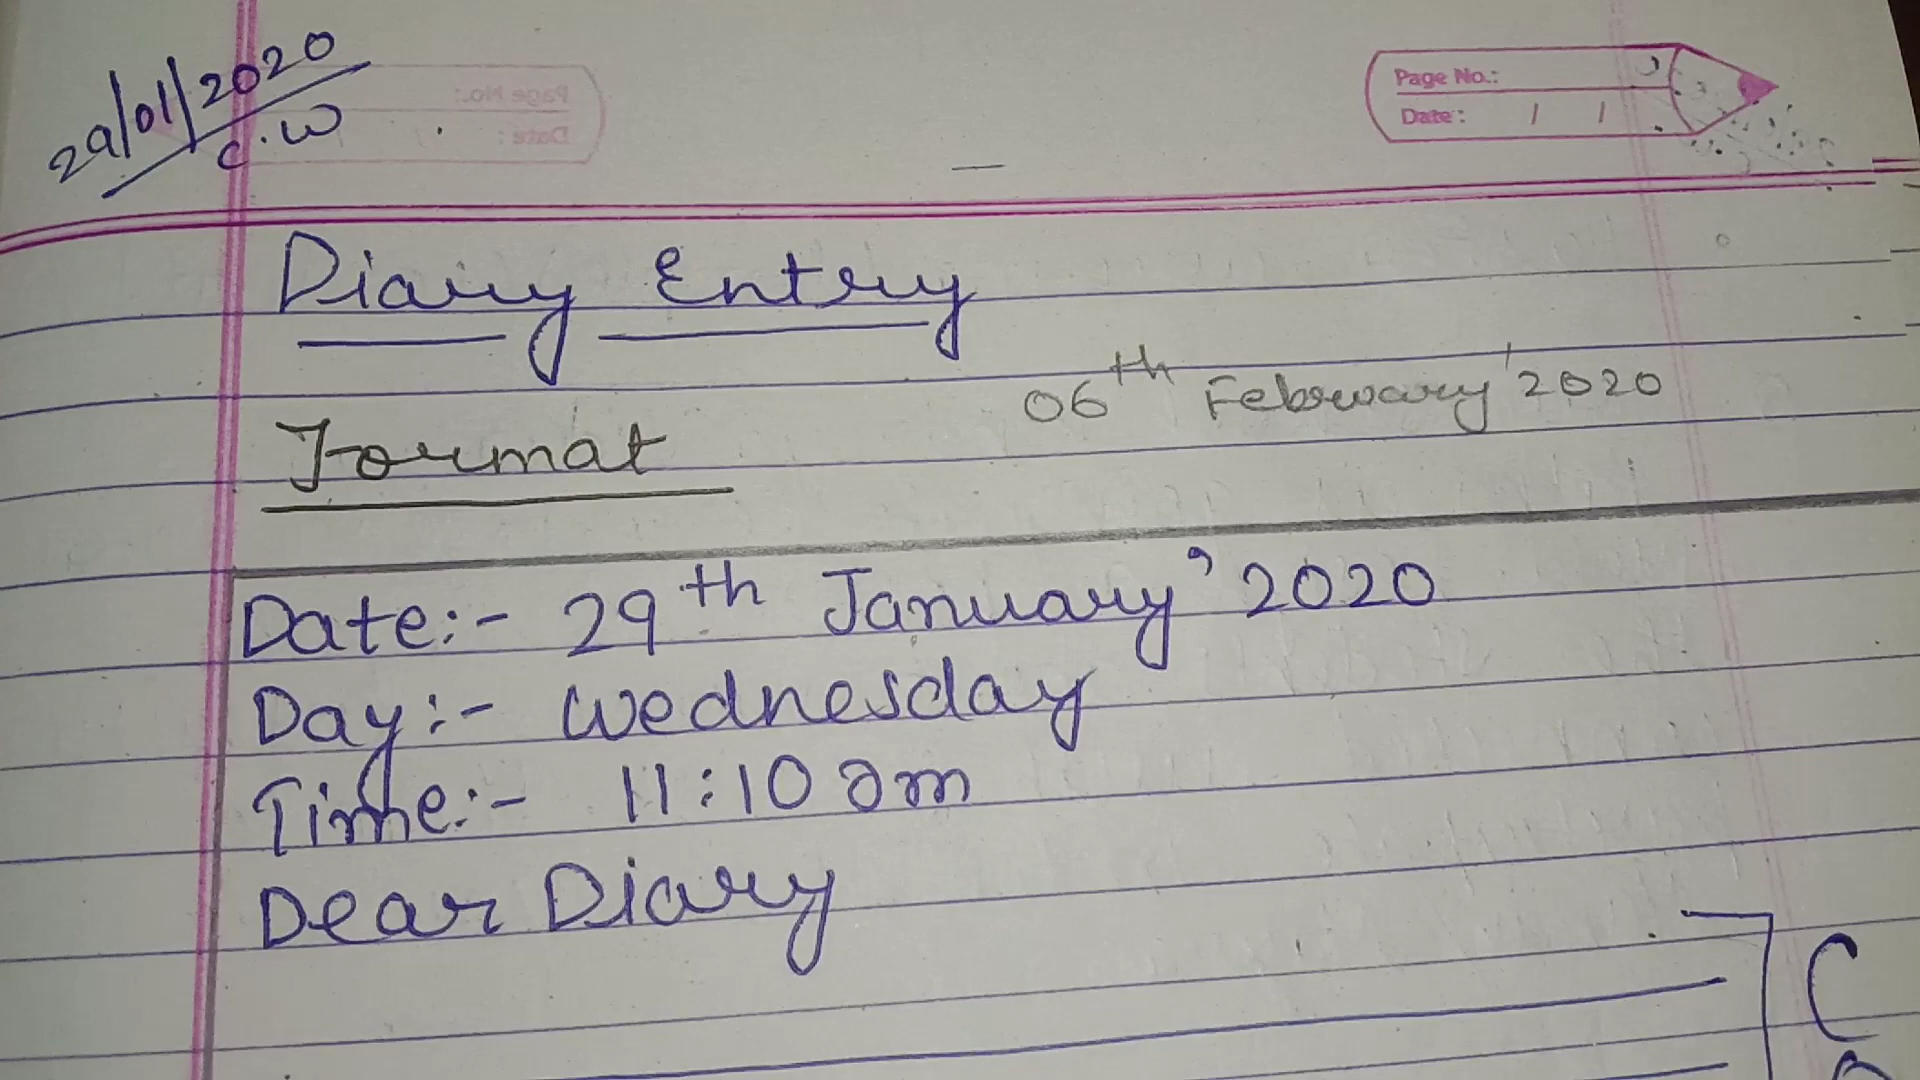 29/01/2020
C.W
Page No.:
Date: / /
Diary Entry
06th February'2020
Format
Date:- 29th January'2020
Day:- Wednesday
Time:- 11:10 am
Dear Diary
C